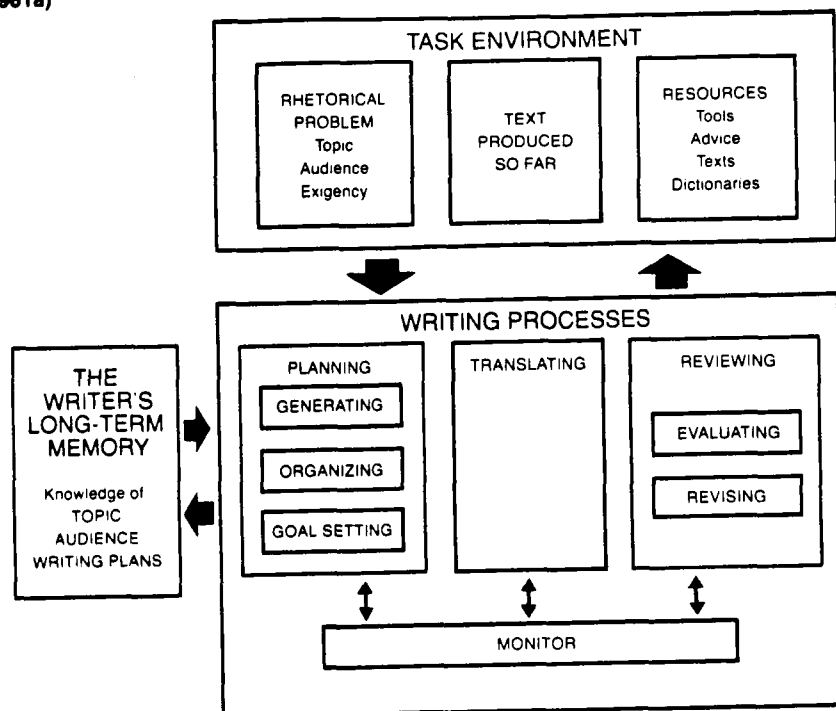 TASK ENVIRONMENT
RHETORICAL
PROBLEM
Topic
Audience
Exigency
TEXT
PRODUCED
SO FAR
RESOURCES
Tools
Advice
Texts
Dictionaries
WRITING PROCESSES
THE
WRITER'S
LONG-TERM
MEMORY
Knowledge of
TOPIC
AUDIENCE
WRITING PLANS
PLANNING
GENERATING
ORGANIZING
GOAL SETTING
TRANSLATING
REVIEWING
EVALUATING
REVISING
MONITOR